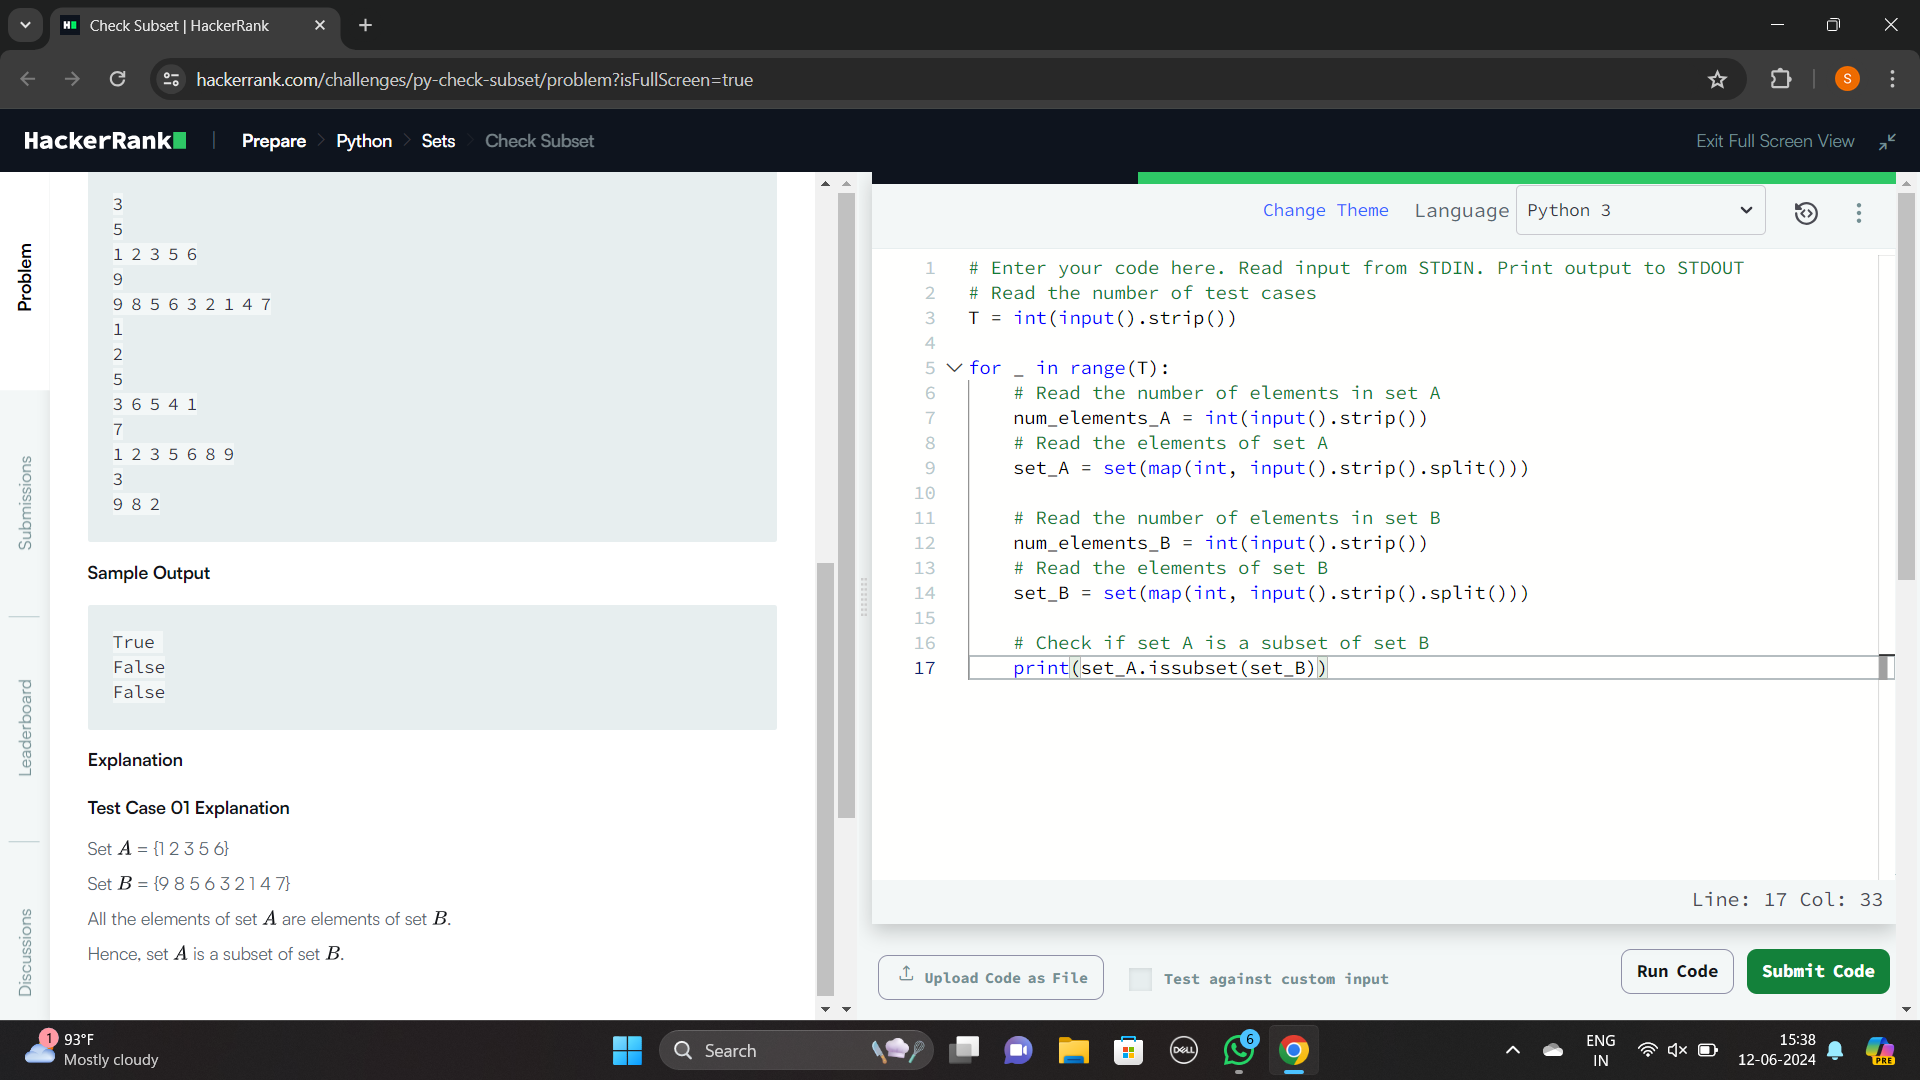 Check Subset | HackerRank
hackerrank.com/challenges/py-check-subset/problem?isFullScreen=true
S
HackerRank
Prepare
Python
Sets
Check Subset
Exit Full Screen View
Problem
Submissions
Leaderboard
Discussions
3
5
1 2 3 5 6
9
9 8 5 6 3 2 1 4 7
1
2
5
3 6 5 4 1
7
1 2 3 5 6 8 9
3
9 8 2
Sample Output
True
False
False
Explanation
Test Case 01 Explanation
Set A = {1 2 3 5 6}
Set B = {9 8 5 6 3 2 1 4 7}
All the elements of set A are elements of set B.
Hence, set A is a subset of set B.
Change Theme
Language
Python 3
1 # Enter your code here. Read input from STDIN. Print output to STDOUT
2 # Read the number of test cases
3 T = int(input().strip())
4
5 for _ in range(T):
6 # Read the number of elements in set A
7 num_elements_A = int(input().strip())
8 # Read the elements of set A
9 set_A = set(map(int, input().strip().split()))
10
11 # Read the number of elements in set B
12 num_elements_B = int(input().strip())
13 # Read the elements of set B
14 set_B = set(map(int, input().strip().split()))
15
16 # Check if set A is a subset of set B
17 print(set_A.issubset(set_B))
Line: 17 Col: 33
Upload Code as File
Test against custom input
Run Code
Submit Code
1
93°F
Mostly cloudy
Search
DELL
6
ENG
IN
15:38
12-06-2024
PRE